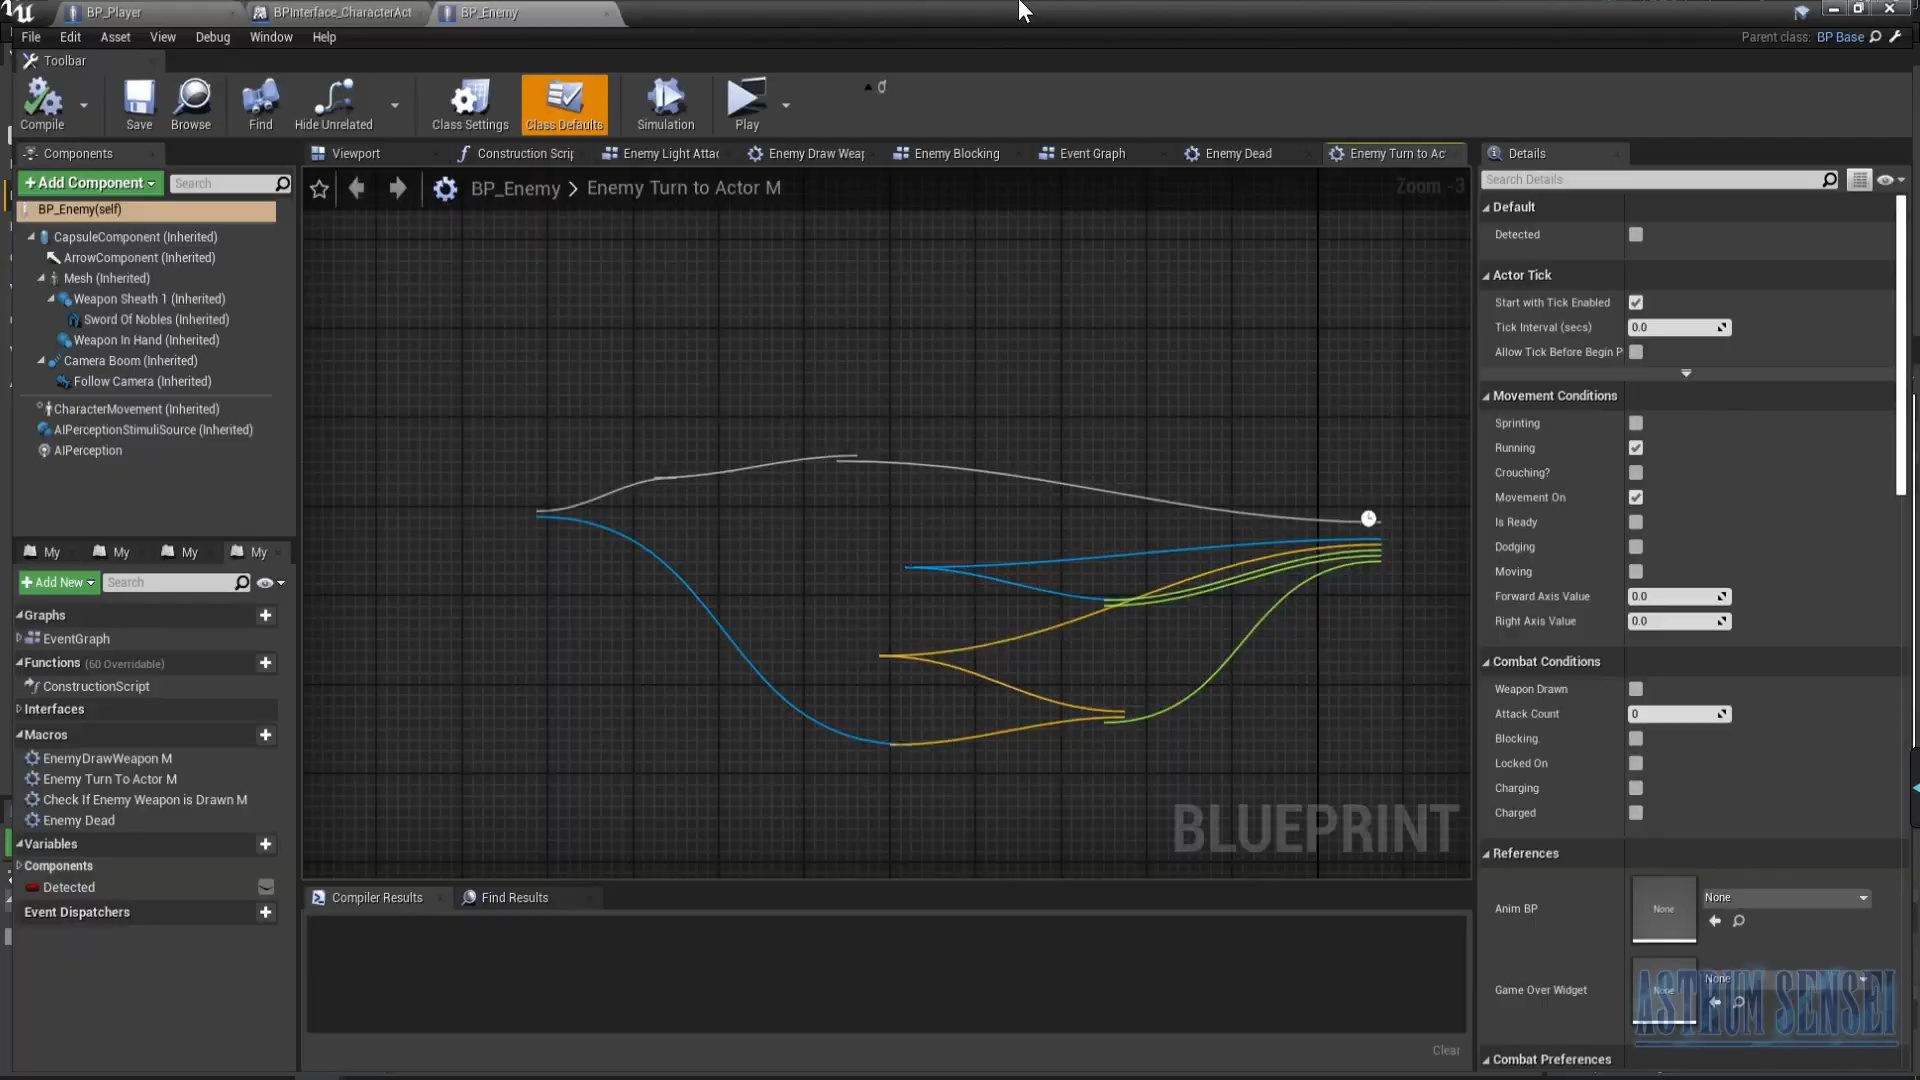 BP_Player
BPInterface_CharacterAct
BP_Enemy
File
Edit
Asset
View
Debug
Window
Help
Parent class: BP Base
Toolbar
Compile
Save
Browse
Find
Hide Unrelated
Class Settings
Class Defaults
Simulation
Play
Components
Viewport
Construction Scrip
Enemy Light Attac
Enemy Draw Weap
Enemy Blocking
Event Graph
Enemy Dead
Enemy Turn to Ac
Details
+Add Component
Search
BP_Enemy > Enemy Turn to Actor M
Zoom -3
Search Details
BP_Enemy(self)
CapsuleComponent (Inherited)
ArrowComponent (Inherited)
Mesh (Inherited)
Weapon Sheath 1 (Inherited)
Sword Of Nobles (Inherited)
Weapon In Hand (Inherited)
Camera Boom (Inherited)
Follow Camera (Inherited)
CharacterMovement (Inherited)
AIPerceptionStimuliSource (Inherited)
AIPerception
My
My
My
My
+Add New
Search
Graphs
EventGraph
Functions (60 Overridable)
ConstructionScript
Interfaces
Macros
EnemyDrawWeapon M
Enemy Turn To Actor M
Check If Enemy Weapon is Drawn M
Enemy Dead
Variables
Components
Detected
Event Dispatchers
BLUEPRINT
Compiler Results
Find Results
Clear
Default
Detected
Actor Tick
Start with Tick Enabled
Tick Interval (secs)
0.0
Allow Tick Before Begin P
Movement Conditions
Sprinting
Running
Crouching?
Movement On
Is Ready
Dodging
Moving
Forward Axis Value
0.0
Right Axis Value
0.0
Combat Conditions
Weapon Drawn
Attack Count
0
Blocking
Locked On
Charging
Charged
References
Anim BP
None
None
Game Over Widget
None
None
ASTRUM SENSEI
Combat Preferences